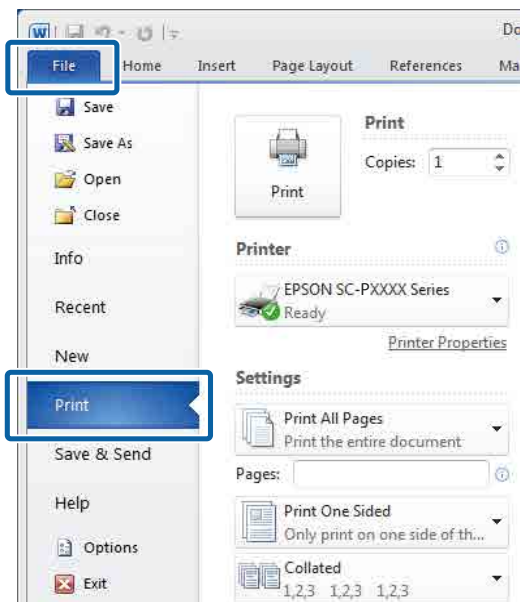 W Do
File Home Insert Page Layout References Ma
Save
Save As
Open
Close
Info
Recent
New
Print
Save & Send
Help
Options
Exit
Print
Print
Copies: 1
Printer
EPSON SC-PXXXX Series
Ready
Printer Properties
Settings
Print All Pages
Print the entire document
Pages:
Print One Sided
Only print on one side of th...
Collated
1,2,3 1,2,3 1,2,3